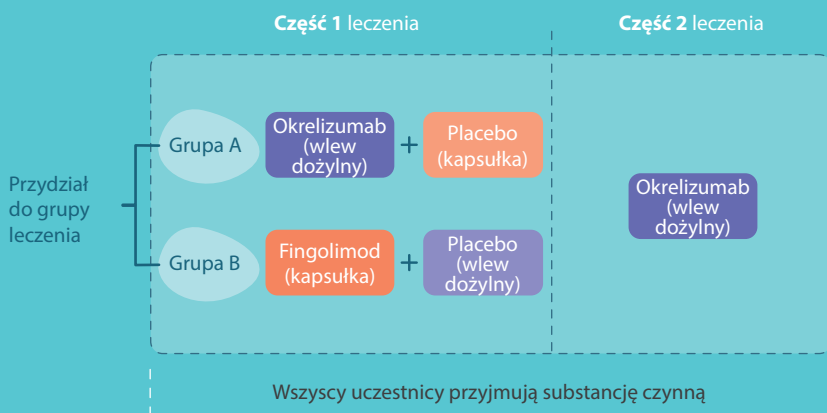 Część 1 leczenia
Część 2 leczenia
Przydział
do grupy
leczenia
Grupa A
Okrelizumab
(wlew
dożylny)
+
Placebo
(kapsułka)
Grupa B
Fingolimod
(kapsułka)
+
Placebo
(wlew
dożylny)
Okrelizumab
(wlew
dożylny)
Wszyscy uczestnicy przyjmują substancję czynną